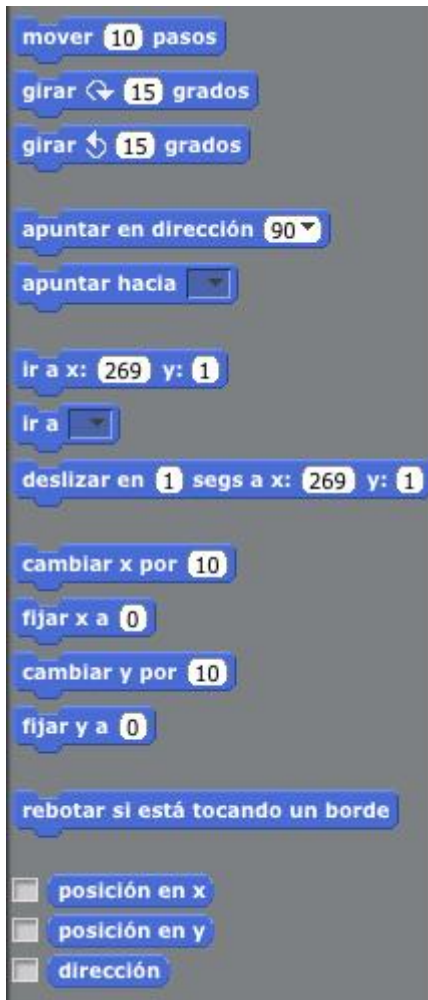 mover 10 pasos
girar 15 grados
girar 15 grados
apuntar en dirección 90
apuntar hacia
ir a x: 269 y: 1
ir a
deslizar en 1 segs a x: 269 y: 1
cambiar x por 10
fijar x a 0
cambiar y por 10
fijar y a 0
rebotar si está tocando un borde
posición en x
posición en y
dirección